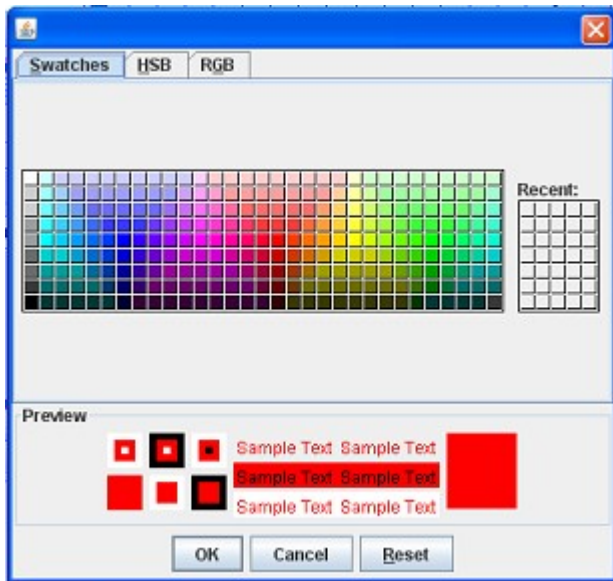 Swatches HSB RGB
Recent:
Preview
Sample Text Sample Text
Sample Text Sample Text
Sample Text Sample Text
OK Cancel Reset